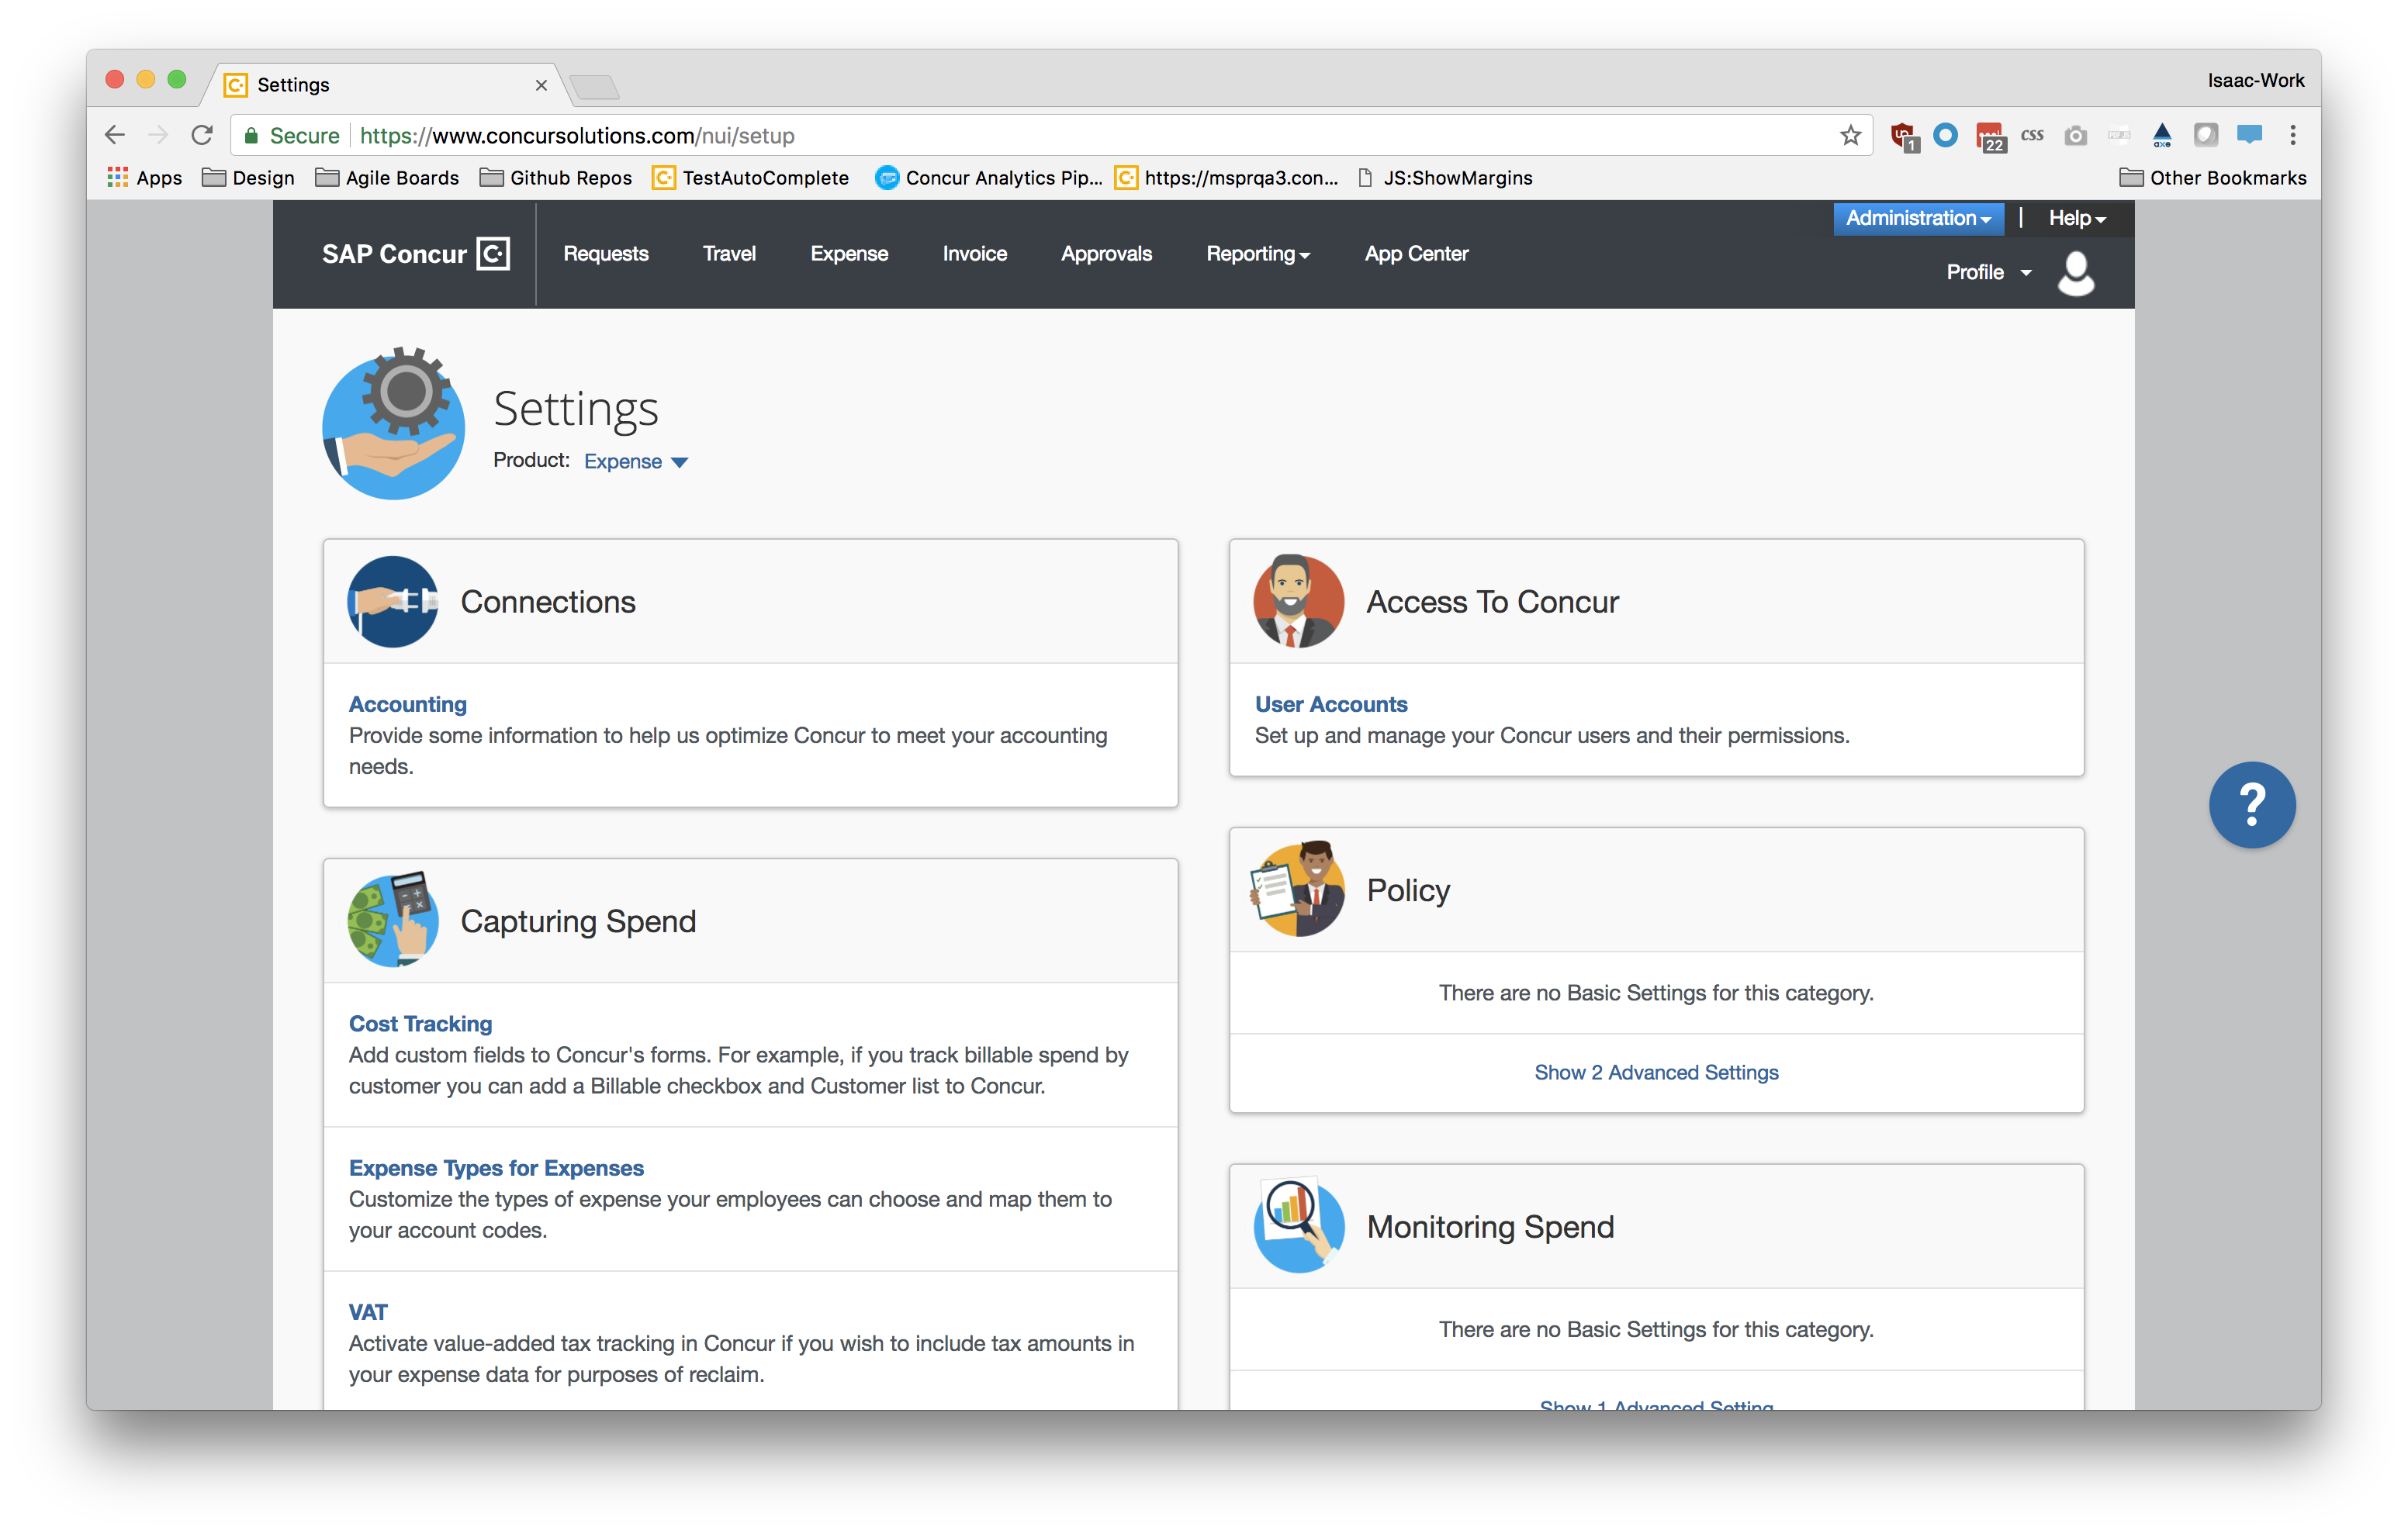 Settings
Isaac-Work
Secure https://www.concursolutions.com/nui/setup
1
22
css
axe
Apps Design Agile Boards Github Repos TestAutoComplete Concur Analytics Pip... https://msprqa3.con... JS:ShowMargins Other Bookmarks
Administration | Help
SAP Concur C Requests Travel Expense Invoice Approvals Reporting App Center
Profile
Settings
Product: Expense
Connections
Accounting
Provide some information to help us optimize Concur to meet your accounting
needs.
Capturing Spend
Cost Tracking
Add custom fields to Concur's forms. For example, if you track billable spend by
customer you can add a Billable checkbox and Customer list to Concur.
Expense Types for Expenses
Customize the types of expense your employees can choose and map them to
your account codes.
VAT
Activate value-added tax tracking in Concur if you wish to include tax amounts in
your expense data for purposes of reclaim.
Access To Concur
User Accounts
Set up and manage your Concur users and their permissions.
Policy
There are no Basic Settings for this category.
Show 2 Advanced Settings
Monitoring Spend
There are no Basic Settings for this category.
Show 1 Advanced Setting
?